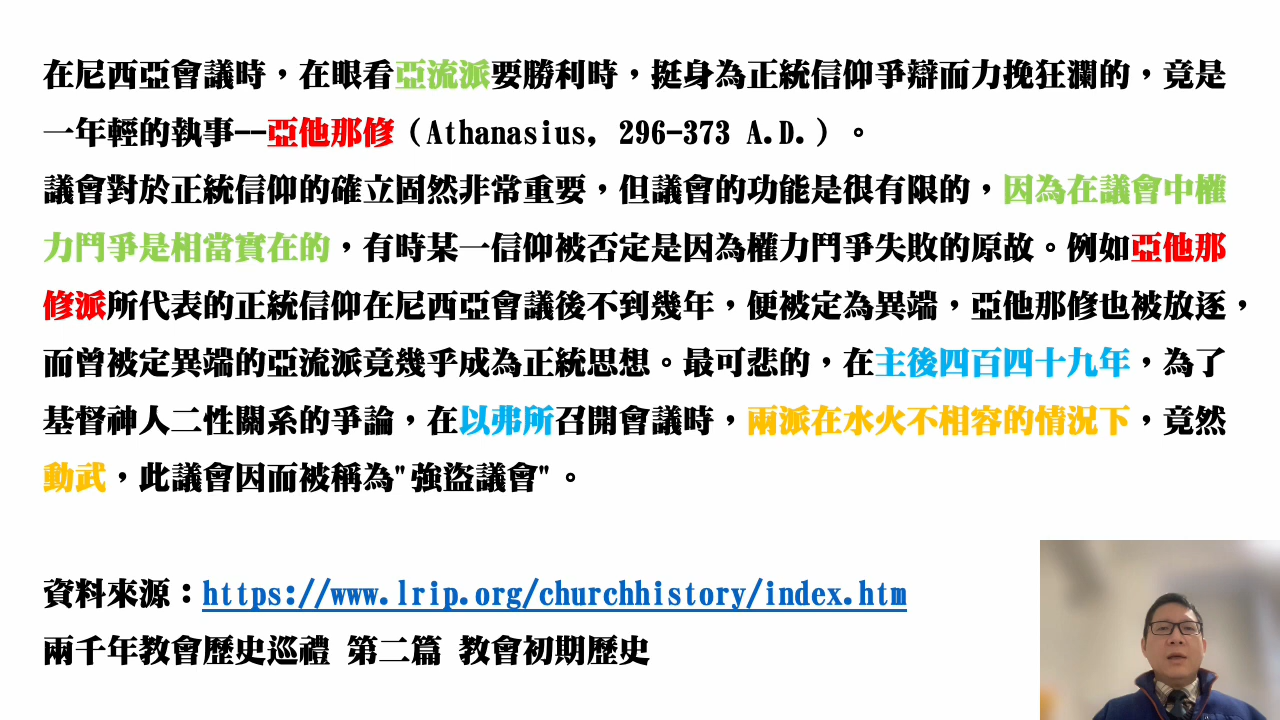 在尼西亞會議時，在眼看亞流派要勝利時，挺身為正統信仰爭辯而力挽狂瀾的，竟是
一年輕的執事--亞他那修（Athanasius, 296-373 A.D.）。
議會對於正統信仰的確立固然非常重要，但議會的功能是很有限的，因為在議會中權
力鬥爭是相當實在的，有時某一信仰被否定是因為權力鬥爭失敗的原故。例如亞他那
修派所代表的正統信仰在尼西亞會議後不到幾年，便被定為異端，亞他那修也被放逐，
而曾被定異端的亞流派竟幾乎成為正統思想。最可悲的，在主後四百四十九年，為了
基督神人二性關系的爭論，在以弗所召開會議時，兩派在水火不相容的情況下，竟然
動武，此議會因而被稱為"強盜議會"。
資料來源：https://www.lrip.org/churchhistory/index.htm
兩千年教會歷史巡禮 第二篇 教會初期歷史